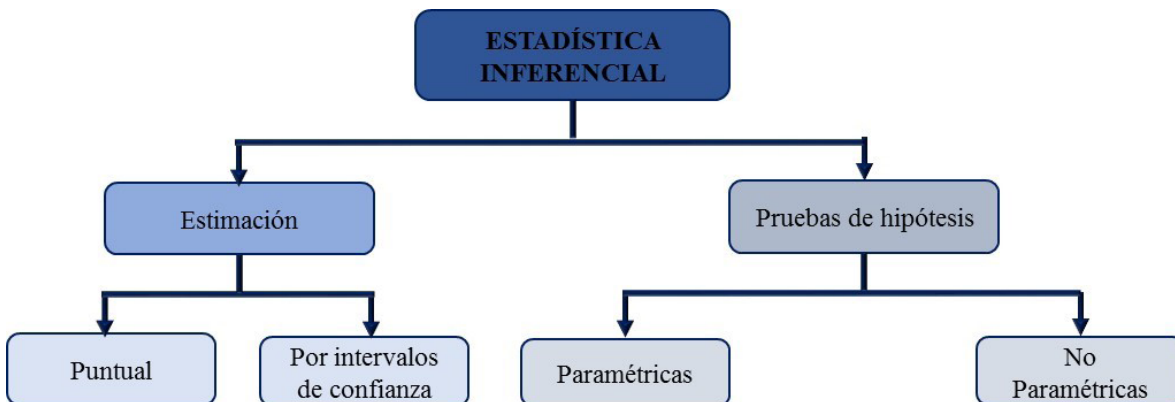 ESTADÍSTICA
INFERENCIAL
Estimación
Pruebas de hipótesis
Puntual
Por intervalos
de confianza
Paramétricas
No
Paramétricas